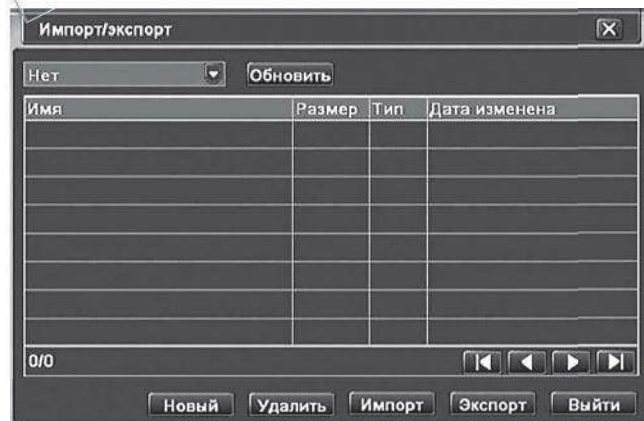 Импорт/экспорт
Нет Обновить
Имя Размер Тип Дата изменена
0/0
Новый Удалить Импорт Экспорт Выйти